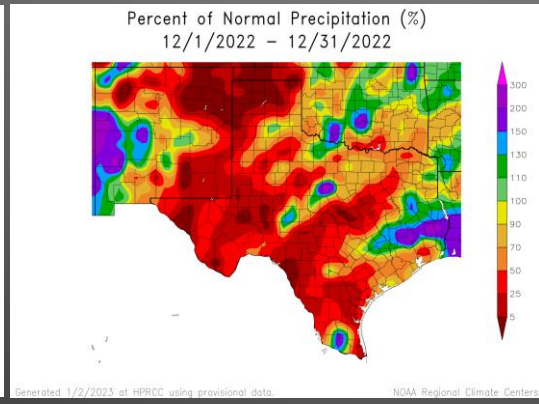 Percent of Normal Precipitation (%)
12/1/2022 – 12/31/2022
300
200
150
130
110
100
90
70
50
25
5
Generated 1/2/2023 at HPRCC using provisional data.
NOAA Regional Climate Centers